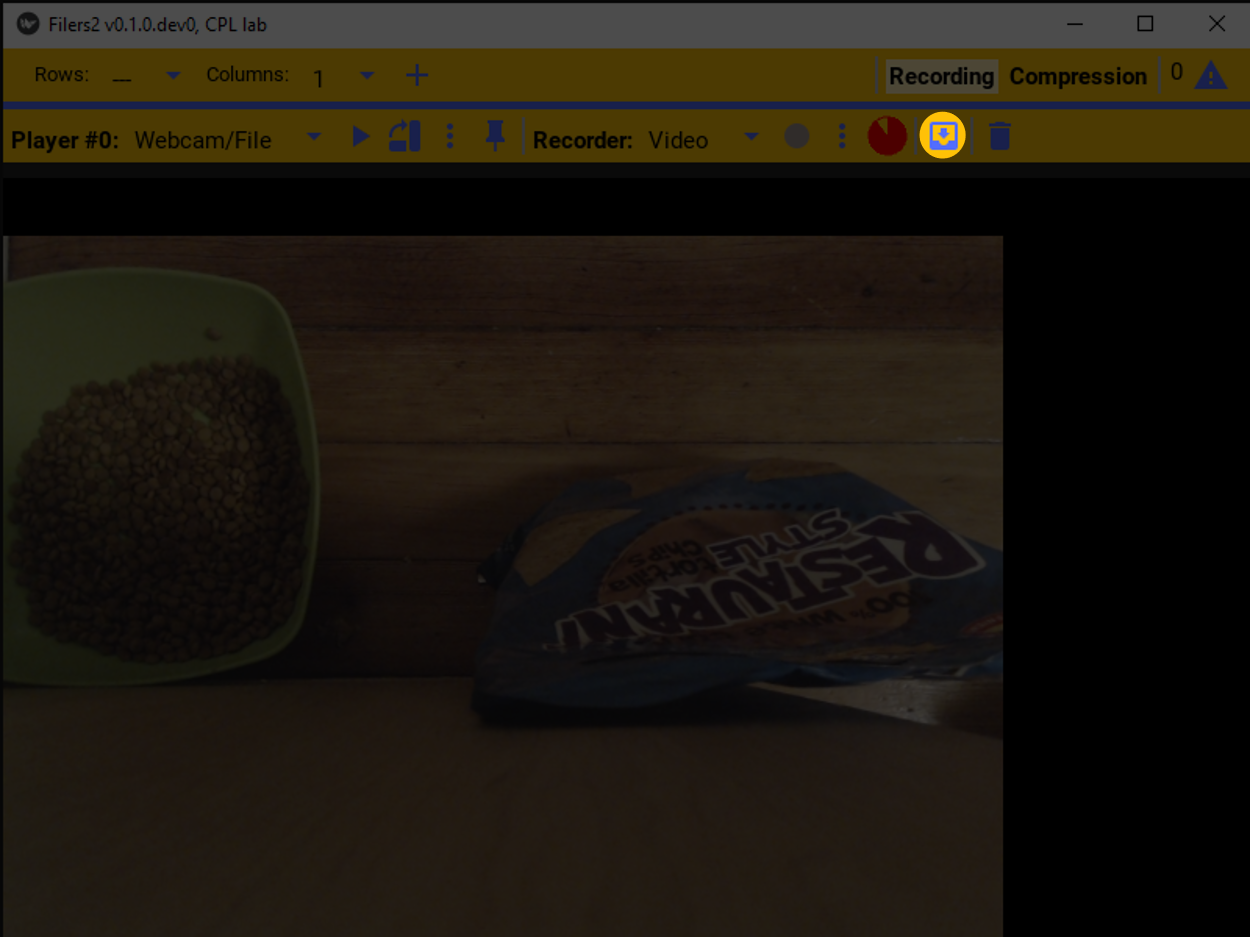 Filers2 v0.1.0.dev0, CPL lab
Rows: __ Columns: 1 Recording Compression 0
Player #0: Webcam/File Recorder: Video
RESTAURANT
STYLE
tortilla
CHIPS
100% White